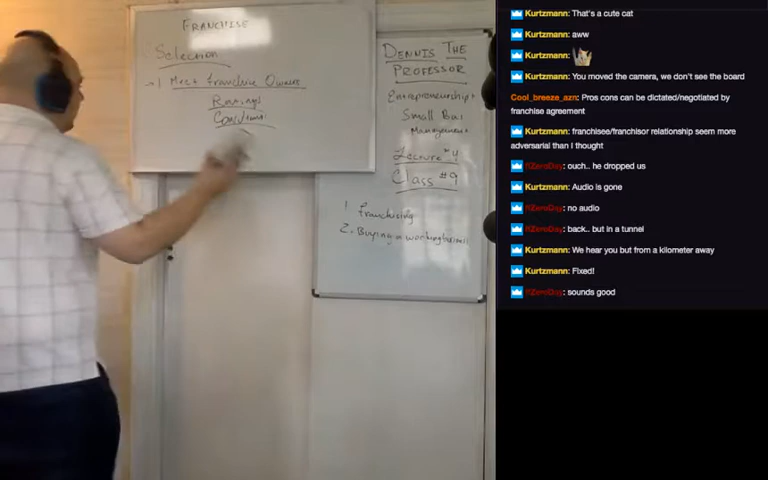 FRANCHISE
Selection
→ 1 Meet Franchise Owners
DENNIS THE
PROFESSOR
Entrepreneurship +
Small Bus
Management
Lecture #4
Class #9
1. Franchising
2. Buying a working business
Kurtzmann: That's a cute cat
Kurtzmann: aww
Kurtzmann:
Kurtzmann: You moved the camera, we don't see the board
Cool_breeze_azn: Pros cons can be dictated/negotiated by
franchise agreement
Kurtzmann: franchisee/franchisor relationship seem more
adversarial than I thought
: ouch.. he dropped us
Kurtzmann: Audio is gone
: no audio
: back.. but in a tunnel
Kurtzmann: We hear you but from a kilometer away
Kurtzmann: FIxed!
: sounds good